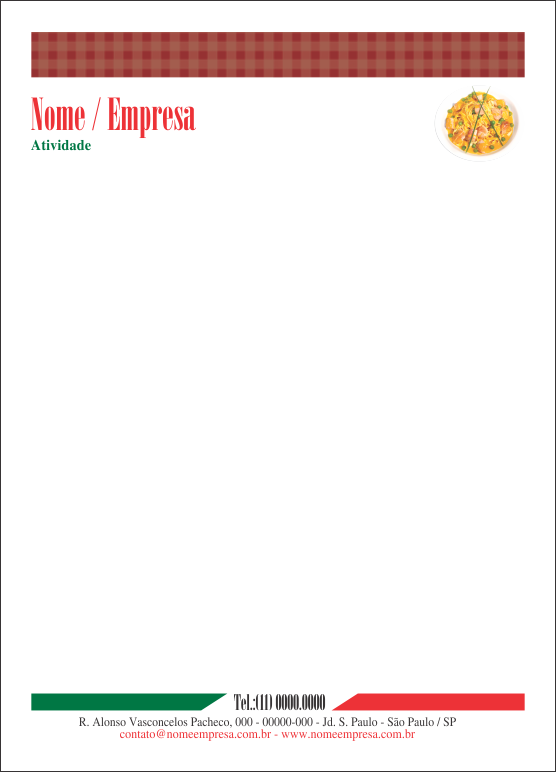 Nome / Empresa
Atividade
Tel.:(11) 0000.0000
R. Alonso Vasconcelos Pacheco, 000 - 00000-000 - Jd. S. Paulo - São Paulo / SP
contato@nomeempresa.com.br - www.nomeempresa.com.br